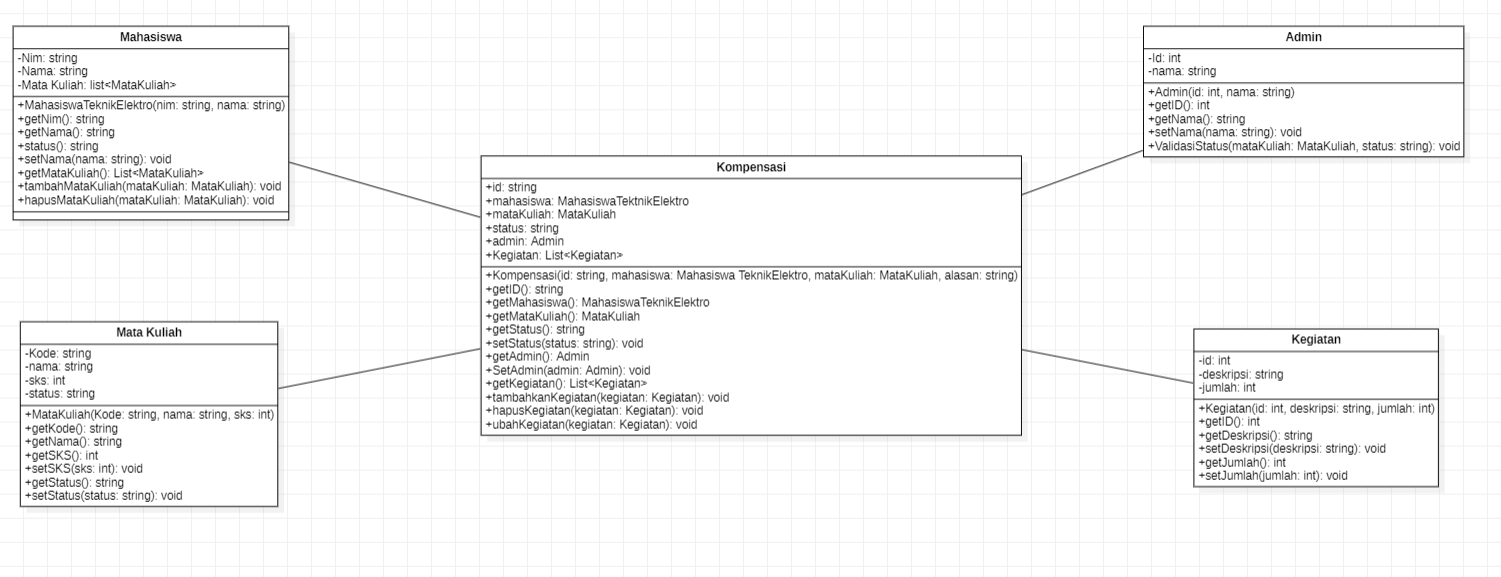 Mahasiswa
-Nim: string
-Nama: string
-Mata Kuliah: list<MataKuliah>
+MahasiswaTeknikElektro(nim: string, nama: string)
+getNim(): string
+getNama(): string
+status(): string
+setNama(nama: string): void
+getMataKuliah(): List<MataKuliah>
+tambahMataKuliah(mataKuliah: MataKuliah): void
+hapusMataKuliah(mataKuliah: MataKuliah): void
Admin
-Id: int
-nama: string
+Admin(id: int, nama: string)
+getID(): int
+getNama(): string
+setNama(nama: string): void
+ValidasiStatus(mataKuliah: MataKuliah, status: string): void
Kompensasi
+id: string
+mahasiswa: MahasiswaTektnikElektro
+mataKuliah: MataKuliah
+status: string
+admin: Admin
+Kegiatan: List<Kegiatan>
+Kompensasi(id: string, mahasiswa: Mahasiswa TeknikElektro, mataKuliah: MataKuliah, alasan: string)
+getID(): string
+getMahasiswa(): MahasiswaTeknikElektro
+getMataKuliah(): MataKuliah
+getStatus(): string
+setStatus(status: string): void
+getAdmin(): Admin
+SetAdmin(admin: Admin): void
+getKegiatan(): List<Kegiatan>
+tambahkanKegiatan(kegiatan: Kegiatan): void
+hapusKegiatan(kegiatan: Kegiatan): void
+ubahKegiatan(kegiatan: Kegiatan): void
Mata Kuliah
-Kode: string
-nama: string
-sks: int
-status: string
+MataKuliah(Kode: string, nama: string, sks: int)
+getKode(): string
+getNama(): string
+getSKS(): int
+setSKS(sks: int): void
+getStatus(): string
+setStatus(status: string): void
Kegiatan
-id: int
-deskripsi: string
-jumlah: int
+Kegiatan(id: int, deskripsi: string, jumlah: int)
+getID(): int
+getDeskripsi(): string
+setDeskripsi(deskripsi: string): void
+getJumlah(): int
+setJumlah(jumlah: int): void